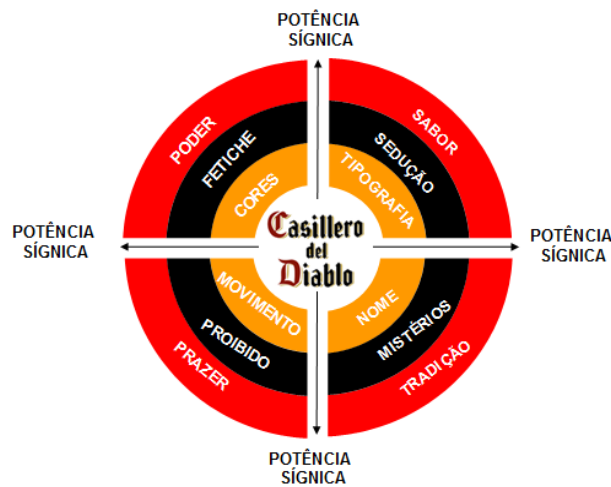 POTÊNCIA
SÍGNICA
PODER
SABOR
FETICHE
SEDUÇÃO
CORES
TIPOGRAFIA
POTÊNCIA
SÍGNICA
Casillero
del
Diablo
POTÊNCIA
SÍGNICA
MOVIMENTO
NOME
PROIBIDO
MISTÉRIOS
PRAZER
TRADIÇÃO
POTÊNCIA
SÍGNICA